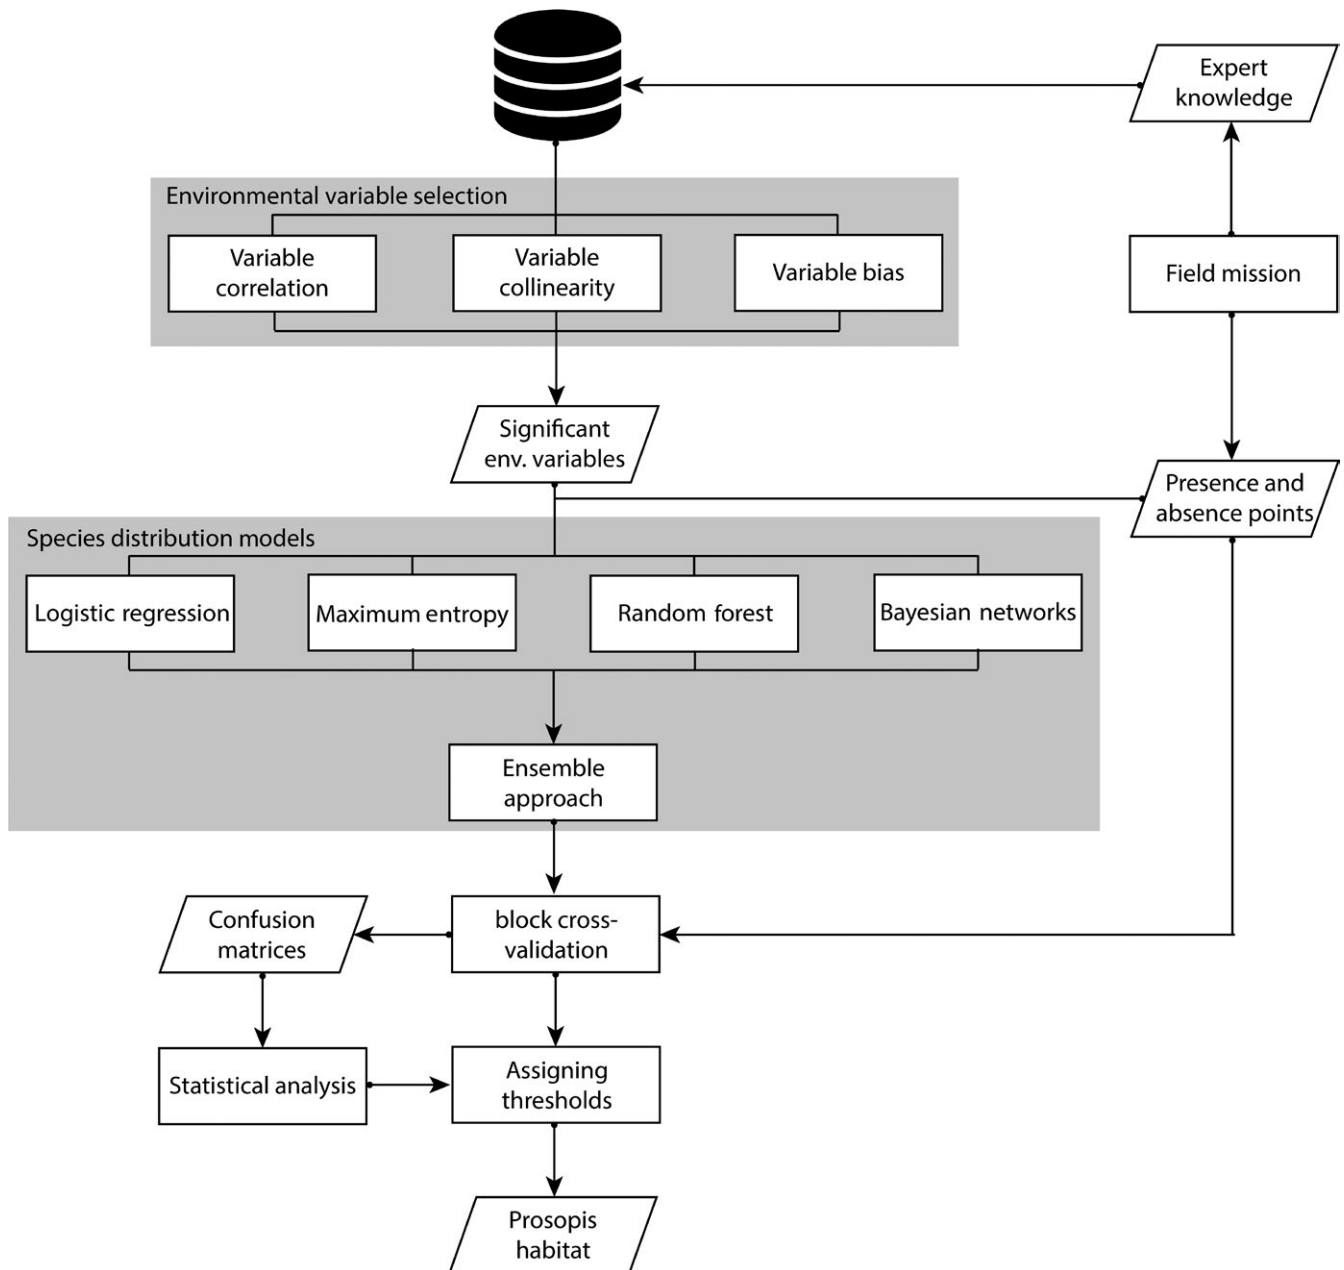 Expert
knowledge
Environmental variable selection
Variable
correlation
Variable
collinearity
Variable bias
Field mission
Significant
env. variables
Presence and
absence points
Species distribution models
Logistic regression
Maximum entropy
Random forest
Bayesian networks
Ensemble
approach
Confusion
matrices
block cross-
validation
Statistical analysis
Assigning
thresholds
Prosopis
habitat